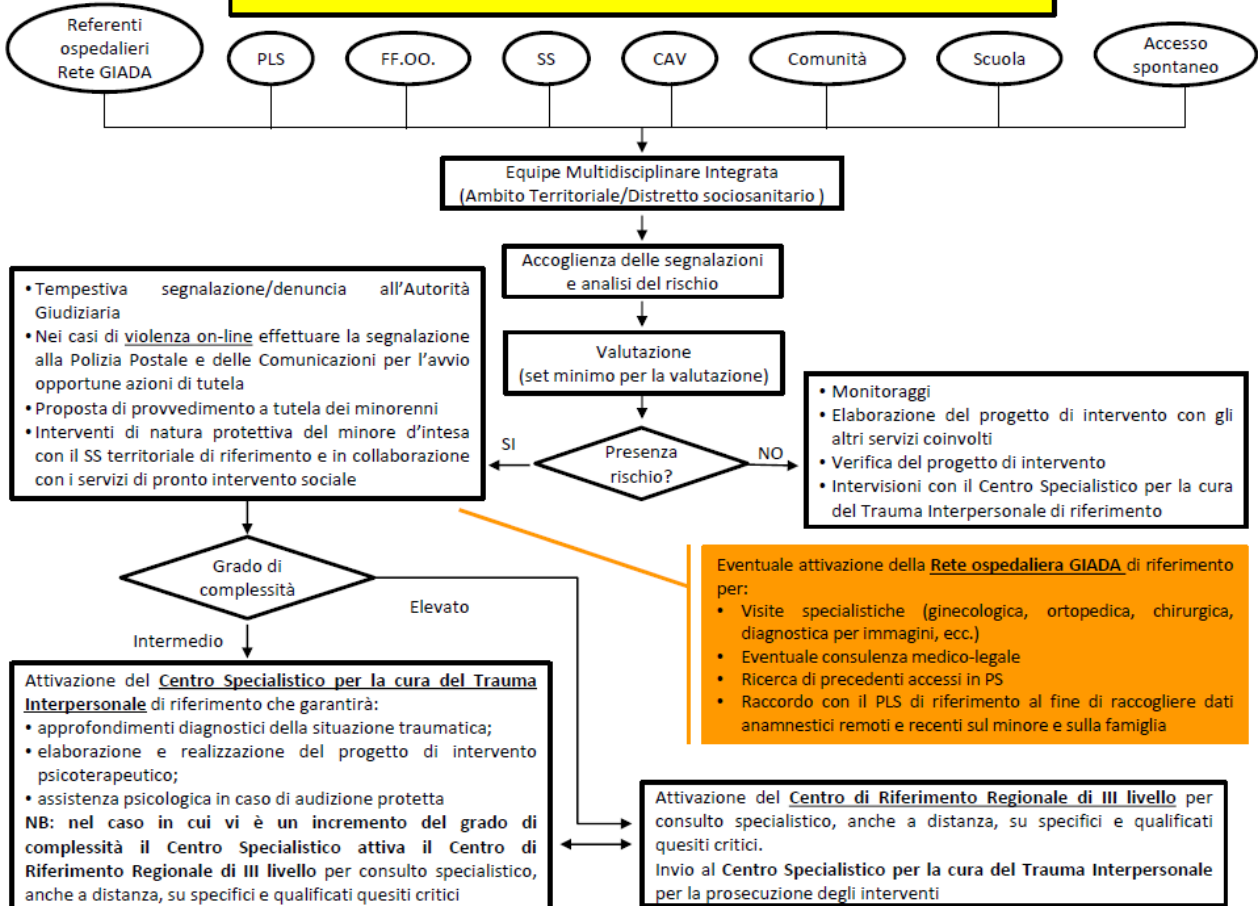 Referenti
ospedalieri
Rete GIADA
PLS
FF.OO.
SS
CAV
Comunità
Scuola
Accesso
spontaneo
Equipe Multidisciplinare Integrata
(Ambito Territoriale/Distretto sociosanitario )
Accoglienza delle segnalazioni
e analisi del rischio
Valutazione
(set minimo per la valutazione)
Presenza
rischio?
SI
NO
• Tempestiva segnalazione/denuncia all'Autorità
Giudiziaria
• Nei casi di violenza on-line effettuare la segnalazione
alla Polizia Postale e delle Comunicazioni per l'avvio
opportune azioni di tutela
• Proposta di provvedimento a tutela dei minorenni
• Interventi di natura protettiva del minore d'intesa
con il SS territoriale di riferimento e in collaborazione
con i servizi di pronto intervento sociale
• Monitoraggi
• Elaborazione del progetto di intervento con gli
altri servizi coinvolti
• Verifica del progetto di intervento
• Intervisioni con il Centro Specialistico per la cura
del Trauma Interpersonale di riferimento
Grado di
complessità
Elevato
Intermedio
Eventuale attivazione della Rete ospedaliera GIADA di riferimento
per:
• Visite specialistiche (ginecologica, ortopedica, chirurgica,
diagnostica per immagini, ecc.)
• Eventuale consulenza medico-legale
• Ricerca di precedenti accessi in PS
• Raccordo con il PLS di riferimento al fine di raccogliere dati
anamnestici remoti e recenti sul minore e sulla famiglia
Attivazione del Centro Specialistico per la cura del Trauma
Interpersonale di riferimento che garantirà:
• approfondimenti diagnostici della situazione traumatica;
• elaborazione e realizzazione del progetto di intervento
psicoterapeutico;
• assistenza psicologica in caso di audizione protetta
NB: nel caso in cui vi è un incremento del grado di
complessità il Centro Specialistico attiva il Centro di
Riferimento Regionale di III livello per consulto specialistico,
anche a distanza, su specifici e qualificati quesiti critici
Attivazione del Centro di Riferimento Regionale di III livello per
consulto specialistico, anche a distanza, su specifici e qualificati
quesiti critici.
Invio al Centro Specialistico per la cura del Trauma Interpersonale
per la prosecuzione degli interventi